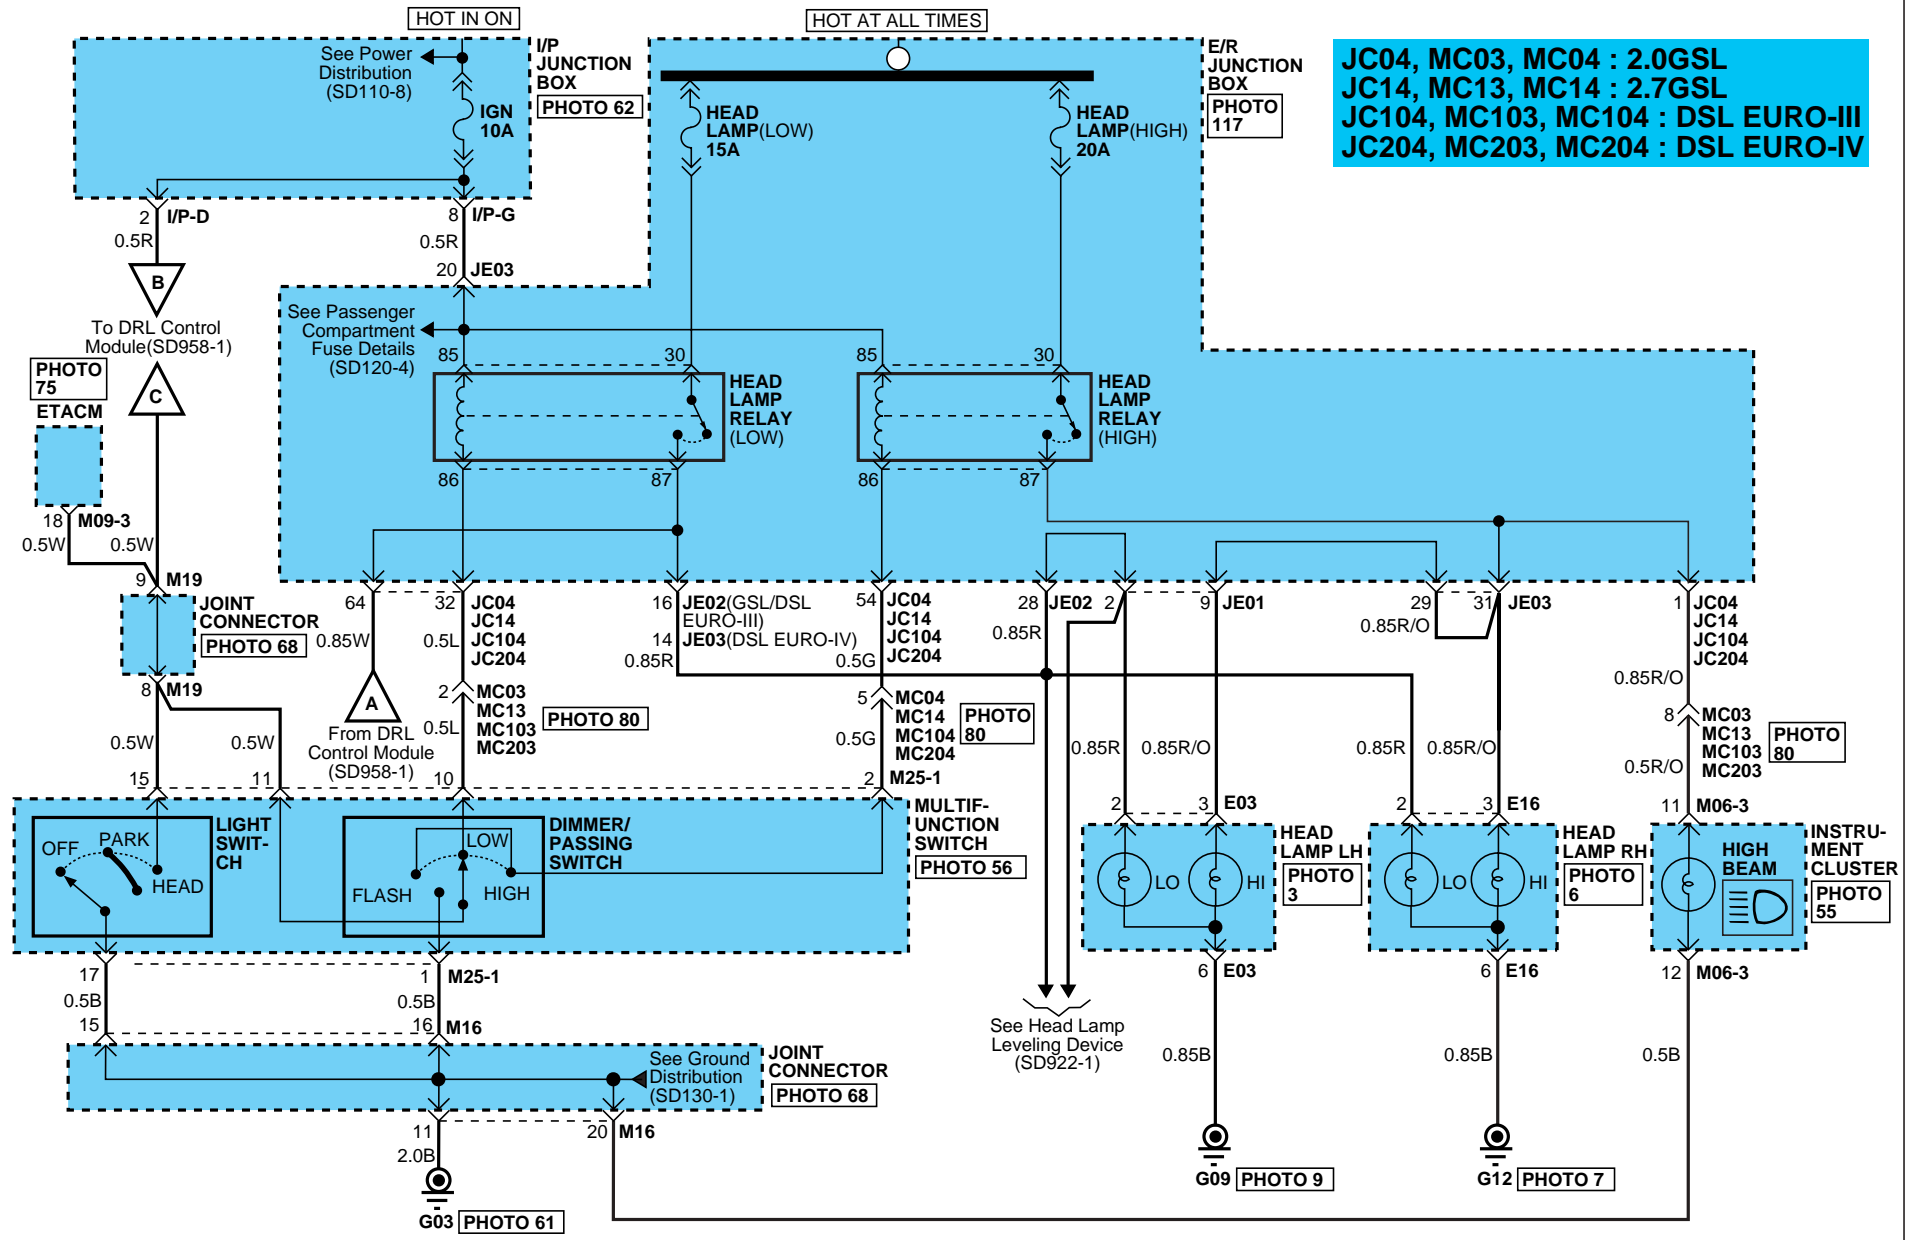 HOT IN ON
HOT AT ALL TIMES
See Power
Distribution
(SD110-8)
IGN
10A
I/P
JUNCTION
BOX
PHOTO 62
HEAD
LAMP(LOW)
15A
HEAD
LAMP(HIGH)
20A
E/R
JUNCTION
BOX
PHOTO
117
JC04, MC03, MC04 : 2.0GSL
JC14, MC13, MC14 : 2.7GSL
JC104, MC103, MC104 : DSL EURO-III
JC204, MC203, MC204 : DSL EURO-IV
2 I/P-D
0.5R
8 I/P-G
0.5R
20 JE03
B
To DRL Control
Module(SD958-1)
C
PHOTO
75
ETACM
18 M09-3
0.5W
0.5W
9 M19
JOINT
CONNECTOR
PHOTO 68
8 M19
0.5W
0.5W
See Passenger
Compartment
Fuse Details
(SD120-4)
85
30
HEAD
LAMP
RELAY
(LOW)
86
87
85
30
HEAD
LAMP
RELAY
(HIGH)
86
87
64
0.85W
A
From DRL
Control Module
(SD958-1)
32
JC04
JC14
JC104
JC204
0.5L
2
MC03
MC13
MC103
MC203
0.5L
PHOTO 80
16 JE02(GSL/DSL
EURO-III)
14 JE03(DSL EURO-IV)
0.85R
54
JC04
JC14
JC104
JC204
0.5G
5
MC04
MC14
MC104
MC204
0.5G
PHOTO
80
28 JE02 2
0.85R
9 JE01
29
31 JE03
0.85R/O
1
JC04
JC14
JC104
JC204
0.85R/O
8
MC03
MC13
MC103
MC203
PHOTO
80
0.5R/O
0.85R
0.85R/O
0.85R
0.85R/O
15
11
10
2 M25-1
LIGHT
SWIT-
CH
OFF
PARK
HEAD
DIMMER/
PASSING
SWITCH
LOW
FLASH
HIGH
MULTIF-
UNCTION
SWITCH
PHOTO 56
2
3 E03
HEAD
LAMP LH
PHOTO
3
LO
HI
2
3 E16
HEAD
LAMP RH
PHOTO
6
LO
HI
11 M06-3
HIGH
BEAM
INSTRU-
MENT
CLUSTER
PHOTO
55
17
0.5B
15
1 M25-1
0.5B
16 M16
6 E03
6 E16
12 M06-3
See Head Lamp
Leveling Device
(SD922-1)
0.85B
0.85B
0.5B
See Ground
Distribution
(SD130-1)
JOINT
CONNECTOR
PHOTO 68
11
2.0B
20 M16
G03 PHOTO 61
G09 PHOTO 9
G12 PHOTO 7